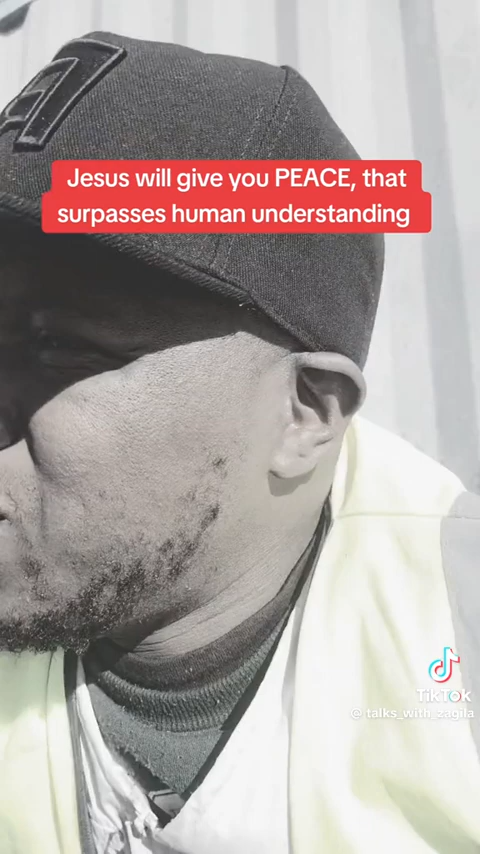 Jesus will give you PEACE, that
surpasses human understanding
TikTok
@ talks_with_zagila